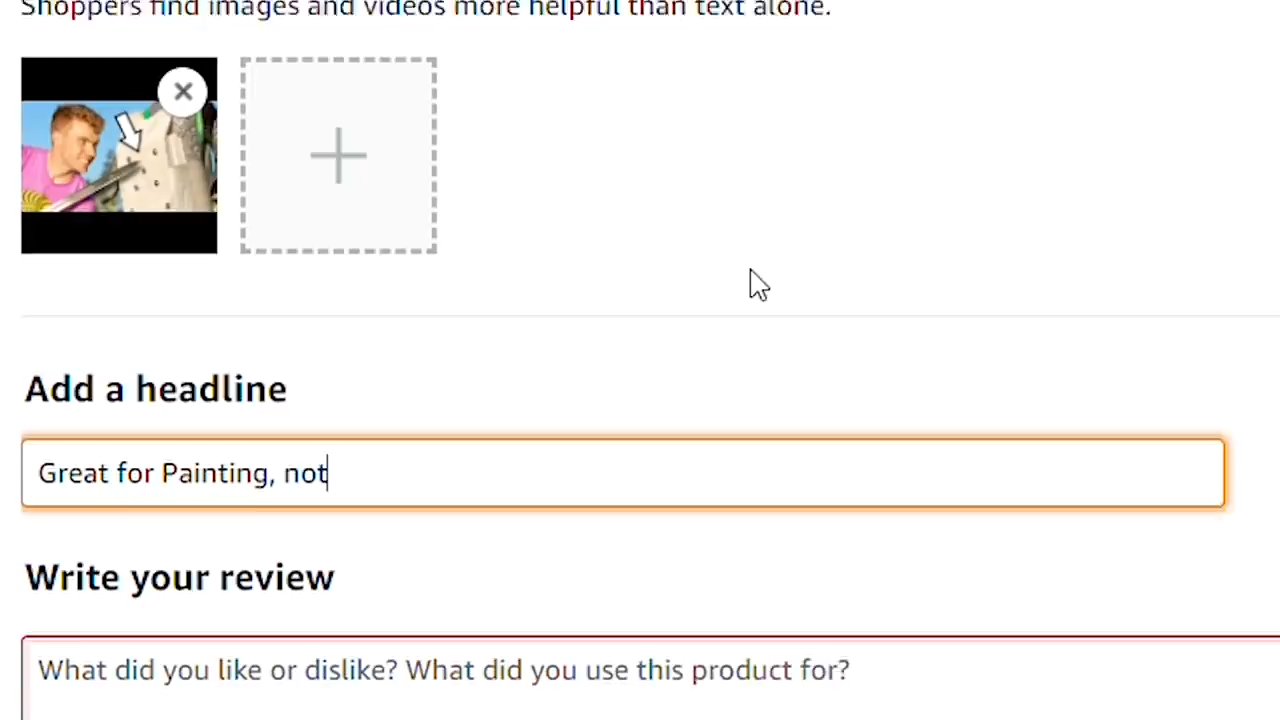 Shoppers find images and videos more helpful than text alone.
Add a headline
Great for Painting, not
Write your review
What did you like or dislike? What did you use this product for?